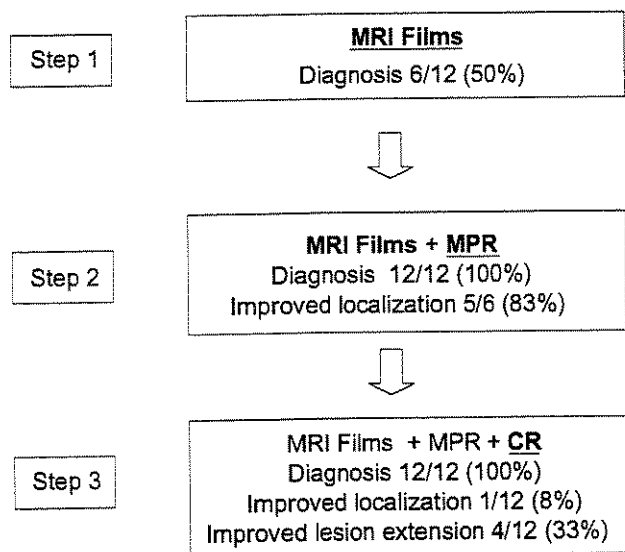 Step 1
MRI Films
Diagnosis 6/12 (50%)
Step 2
MRI Films + MPR
Diagnosis 12/12 (100%)
Improved localization 5/6 (83%)
Step 3
MRI Films + MPR + CR
Diagnosis 12/12 (100%)
Improved localization 1/12 (8%)
Improved lesion extension 4/12 (33%)